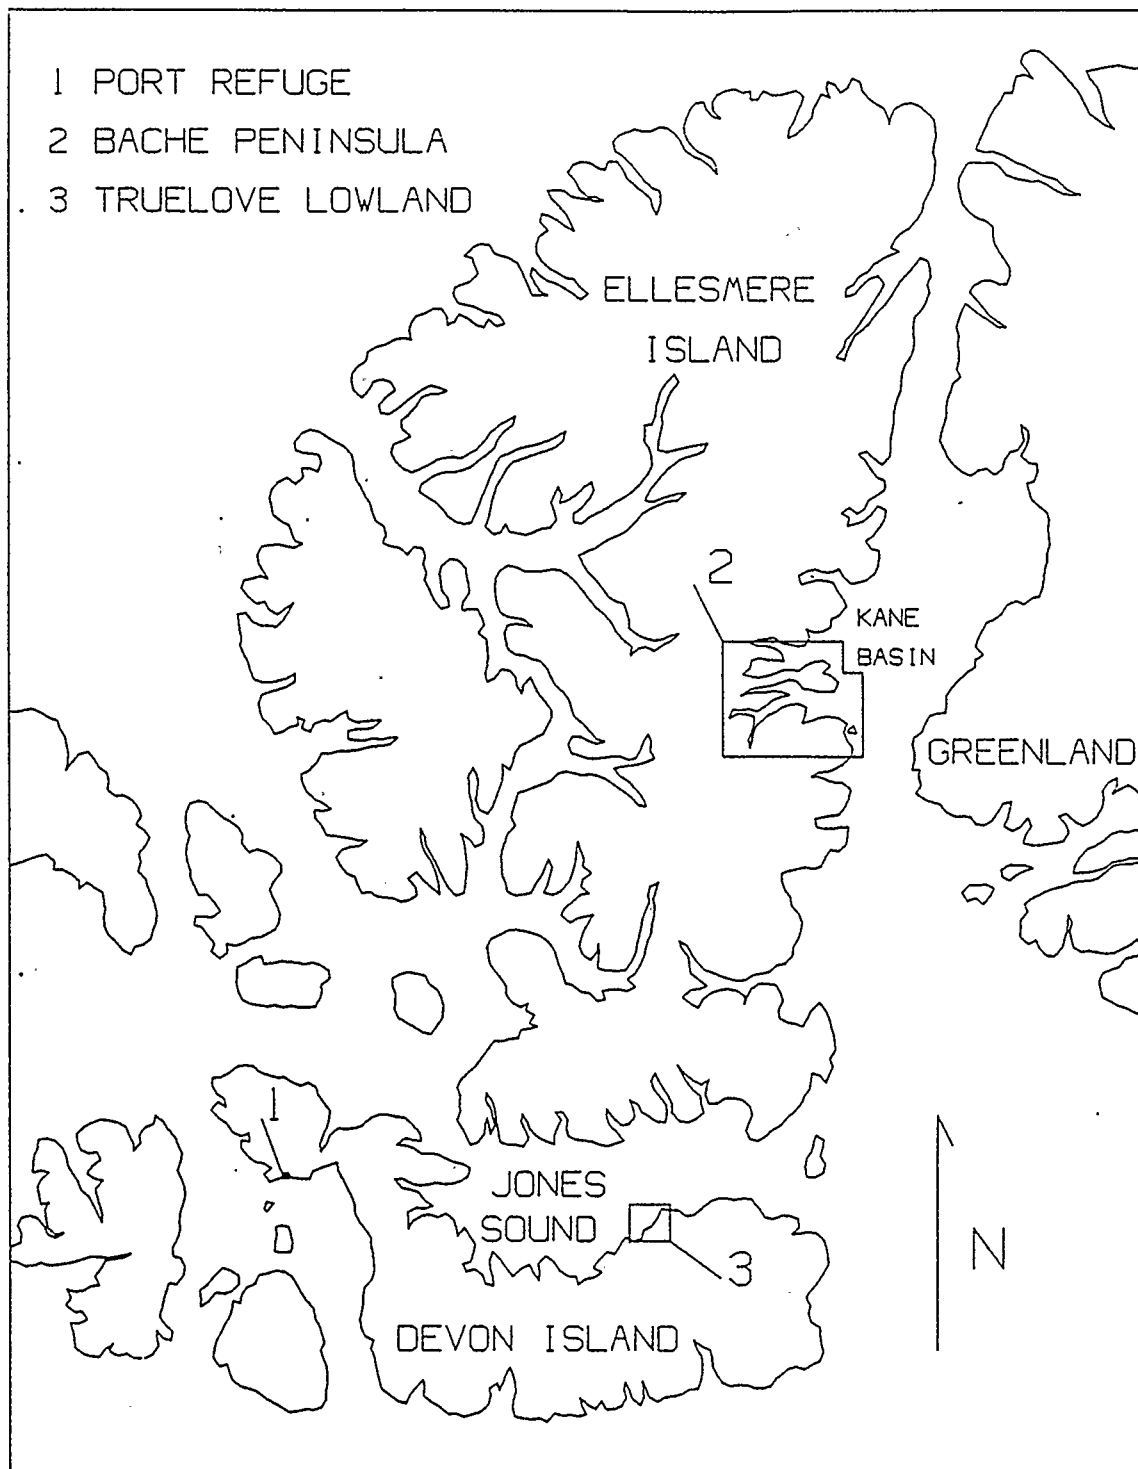 1 PORT REFUGE
2 BACHE PENINSULA
3 TRUELOVE LOWLAND
ELLESMERE
ISLAND
2
KANE
BASIN
GREENLAND
1
JONES
SOUND
3
N
DEVON ISLAND